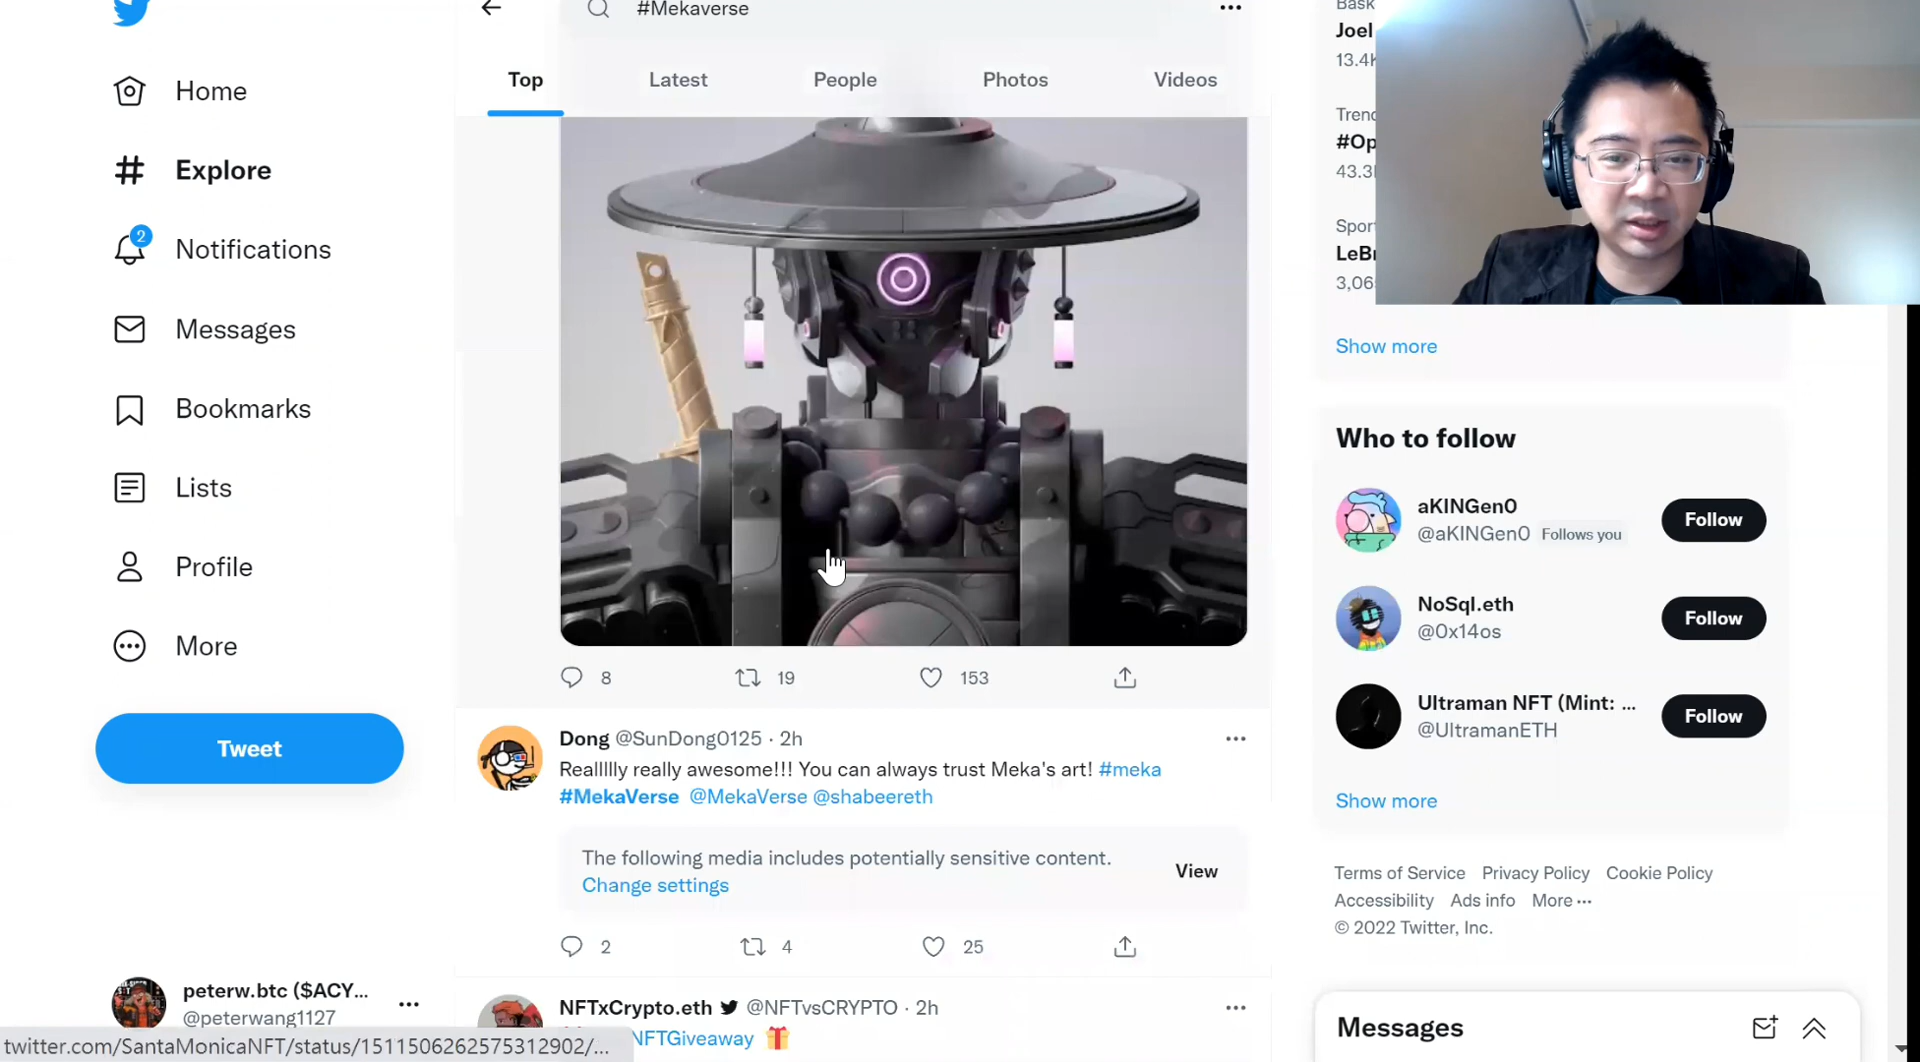 #Mekaverse
Top
Latest
People
Photos
Videos
Home
Explore
2
Notifications
Messages
Bookmarks
Lists
Profile
More
Tweet
peterw.btc ($ACY...
@peterwang1127
twitter.com/SantaMonicaNFT/status/1511506262575312902/...
8
19
153
Dong @SunDong0125 · 2h
Reallllly really awesome!!! You can always trust Meka's art! #meka
#MekaVerse @MekaVerse @shabeereth
The following media includes potentially sensitive content.
Change settings
View
2
4
25
NFTxCrypto.eth @NFTvsCRYPTO · 2h
NFTGiveaway
Bask
Joel
13.4K
Trend
#Op
43.3
Sport
LeBr
3,06
Show more
Who to follow
aKINGen0
@aKINGen0 Follows you
Follow
NoSql.eth
@0x14os
Follow
Ultraman NFT (Mint: ...
@UltramanETH
Follow
Show more
Terms of Service Privacy Policy Cookie Policy
Accessibility Ads info More ...
© 2022 Twitter, Inc.
Messages